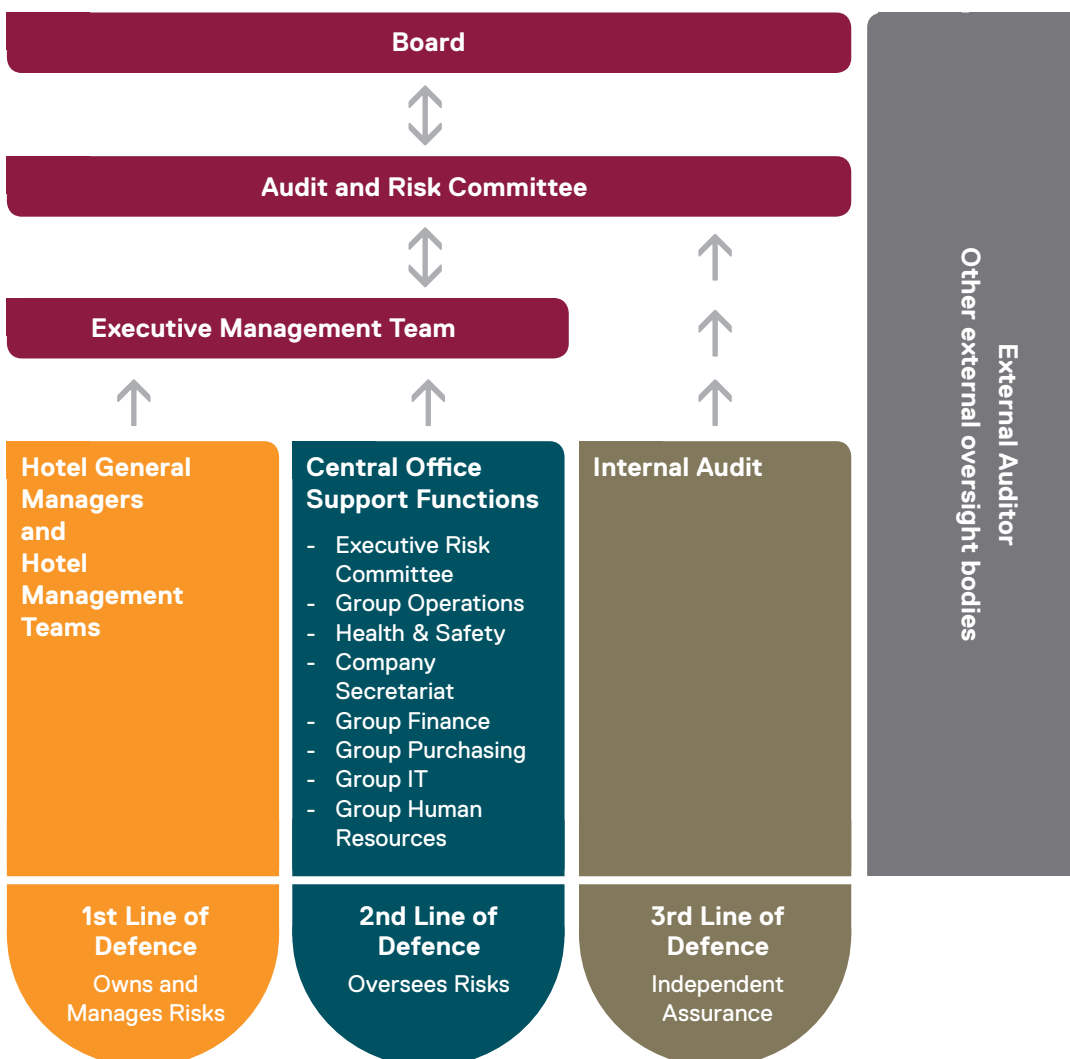 Board
Audit and Risk Committee
Executive Management Team
Hotel General
Managers
and
Hotel
Management
Teams
Central Office
Support Functions
- Executive Risk
Committee
- Group Operations
- Health & Safety
- Company
Secretariat
- Group Finance
- Group Purchasing
- Group IT
- Group Human
Resources
Internal Audit
External Auditor
Other external oversight bodies
1st Line of
Defence
Owns and
Manages Risks
2nd Line of
Defence
Oversees Risks
3rd Line of
Defence
Independent
Assurance